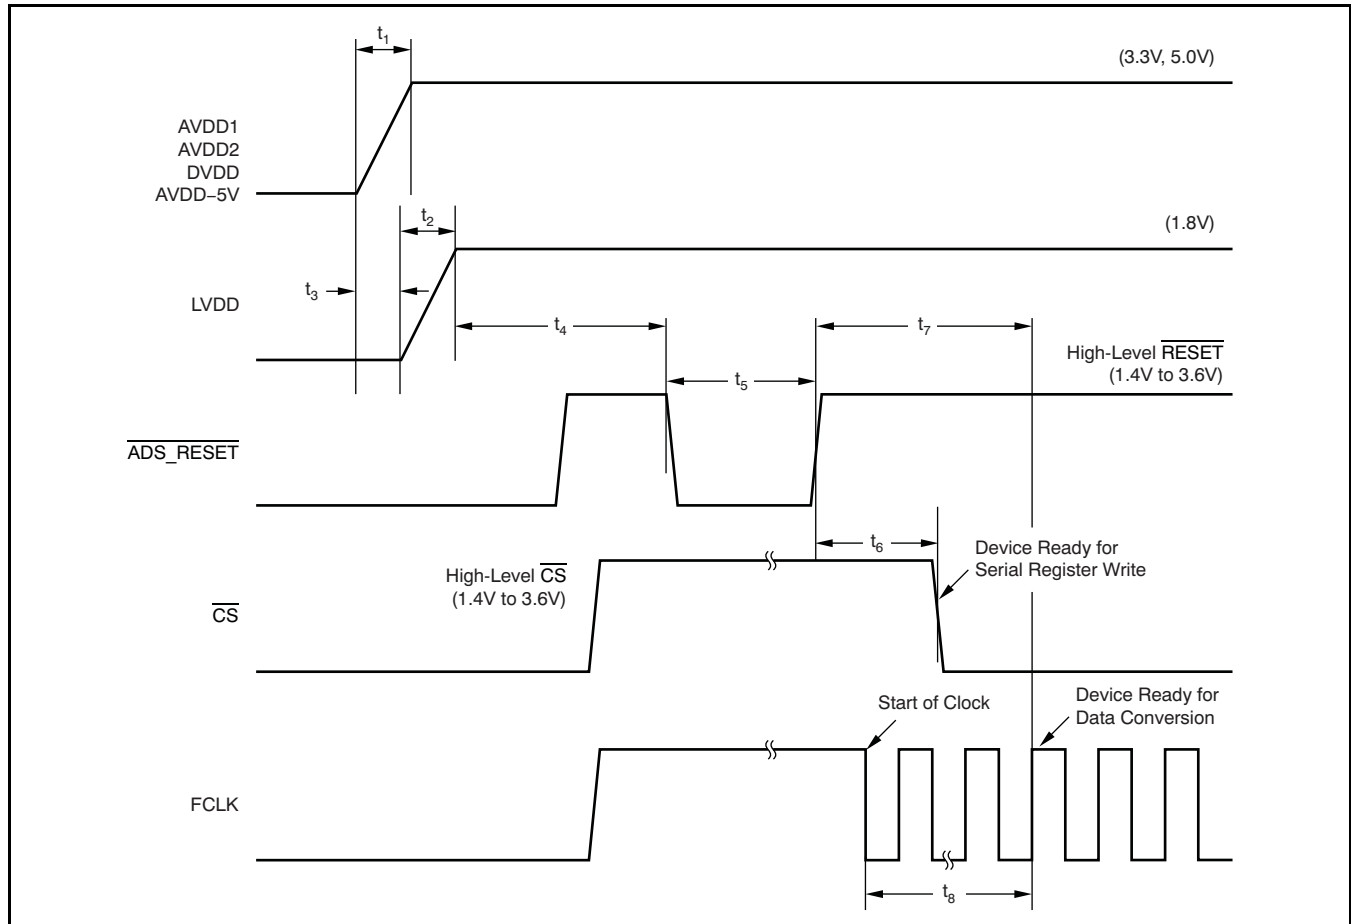 t1
(3.3V, 5.0V)
AVDD1
AVDD2
DVDD
AVDD–5V
t2
(1.8V)
t3
LVDD
t4
t7
High-Level RESET
(1.4V to 3.6V)
t5
ADS_RESET
t6
Device Ready for
Serial Register Write
High-Level CS
(1.4V to 3.6V)
CS
Start of Clock
Device Ready for
Data Conversion
FCLK
t8